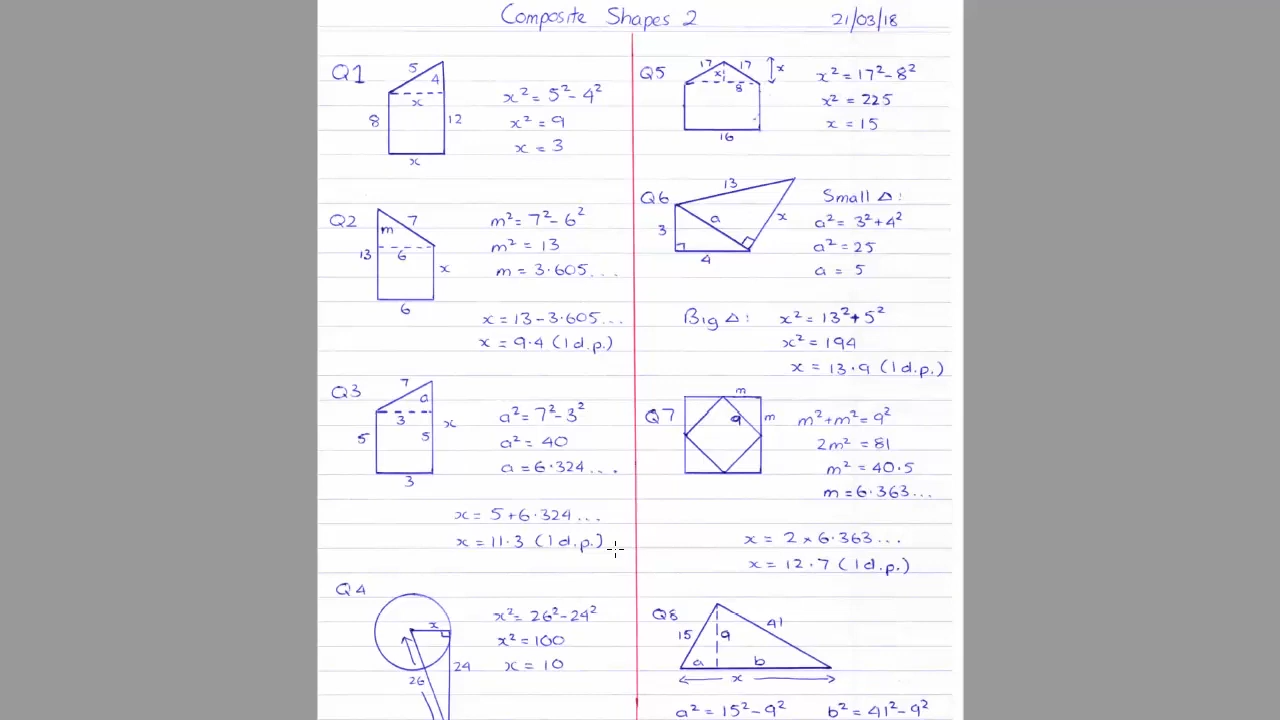 Composite Shapes 2
21/03/18
Q1
5
4
x
8
12
x
x² = 5² - 4²
x² = 9
x = 3
Q2
m
7
13
6
x
6
m² = 7² - 6²
m² = 13
m = 3.605...
x = 13 - 3.605...
x = 9.4 (1 d.p.)
Q3
7
a
3
x
5
5
3
a² = 7² - 3²
a² = 40
a = 6.324...
x = 5 + 6.324...
x = 11.3 (1 d.p.)
Q4
x
24
26
x² = 26² - 24²
x² = 100
x = 10
Q5
17
17
x
x
8
16
x² = 17² - 8²
x² = 225
x = 15
Q6
13
3
a
x
4
Small △:
a² = 3² + 4²
a² = 25
a = 5
Big △:
x² = 13² + 5²
x² = 194
x = 13.9 (1 d.p.)
Q7
m
9
m
m² + m² = 9²
2m² = 81
m² = 40.5
m = 6.363...
x = 2 × 6.363...
x = 12.7 (1 d.p.)
Q8
15
9
41
a
b
x
a² = 15² - 9²
b² = 41² - 9²